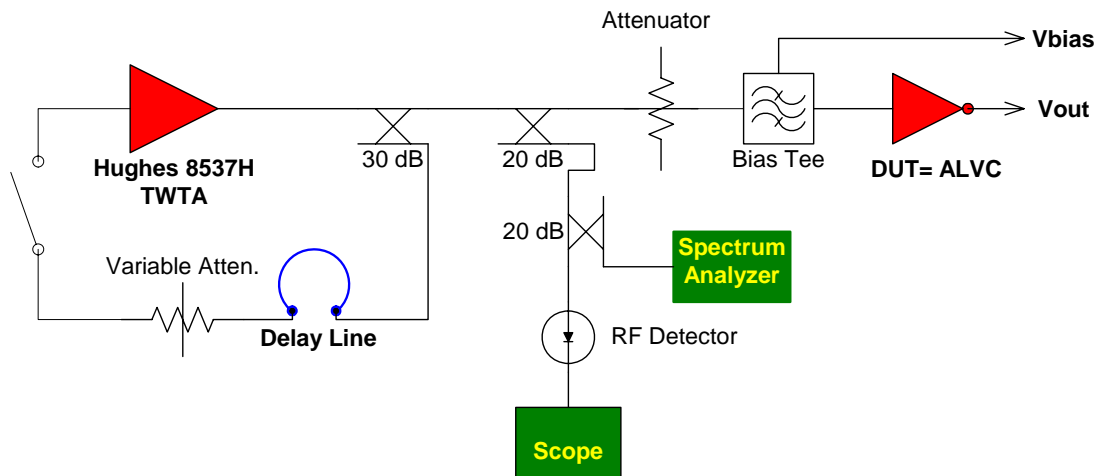 Attenuator
Vbias
Vout
Hughes 8537H
TWTA
30 dB
20 dB
Bias Tee
DUT= ALVC
20 dB
Spectrum
Analyzer
Variable Atten.
Delay Line
RF Detector
Scope